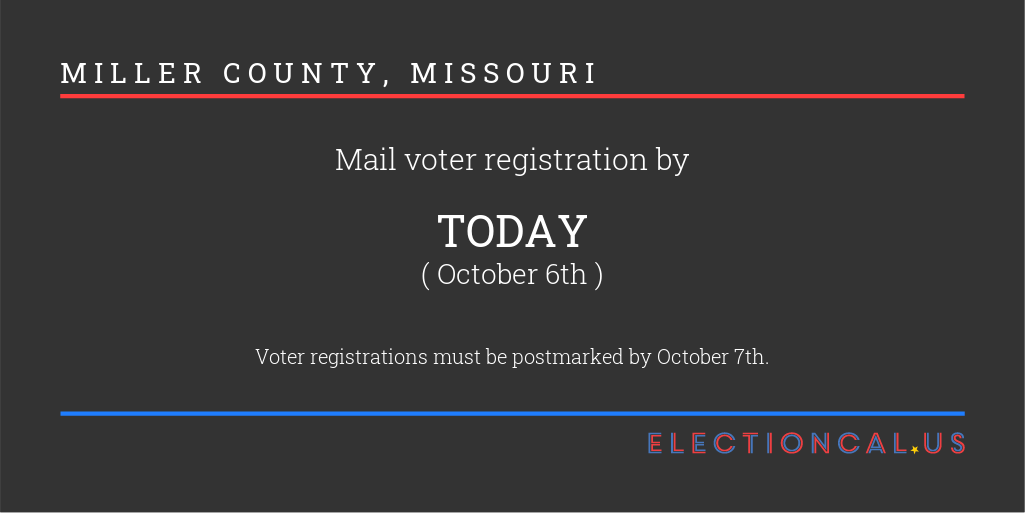 MILLER COUNTY, MISSOURI
Mail voter registration by
TODAY
( October 6th )
Voter registrations must be postmarked by October 7th.
ELECTIONCAL.US